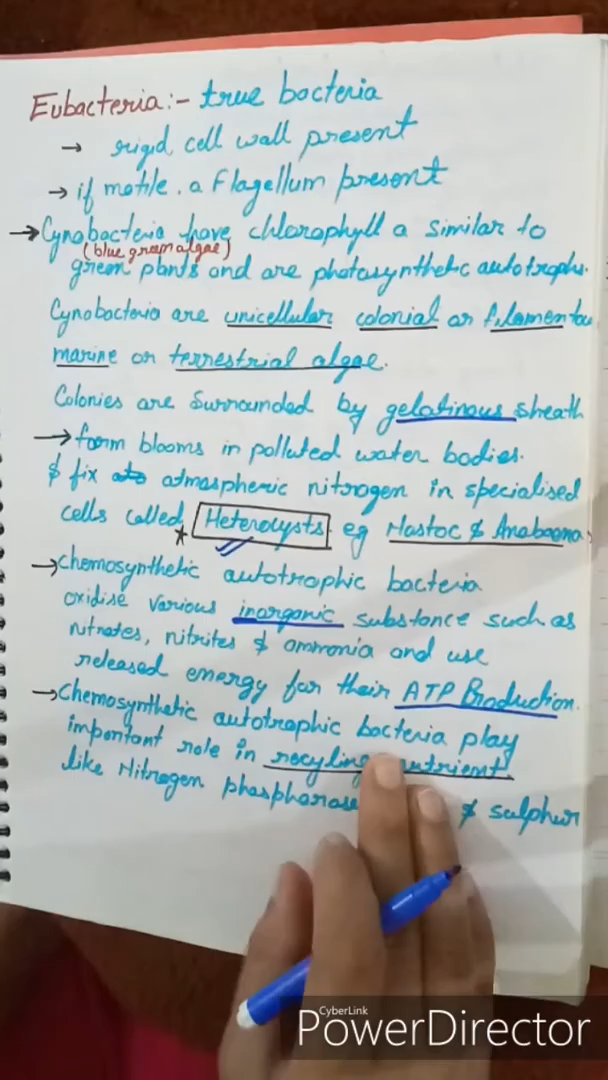 Eubacteria:- true bacteria
→ rigid cell wall present
→ if motile . a Flagellum present
→ Cynobacteria have chlorophyll a similar to
(blue green algae)
green plants and are photosynthetic autotrophs.
Cynobacteria are unicellular colonial or filamentou
marine or terrestrial algae.
Colonies are surrounded by gelatinous sheath
→ form blooms in polluted water bodies.
& fix atmospheric nitrogen in specialised
cells called Heterocysts. eg Nostoc & Anabaena
→ Chemosynthetic autotrophic bacteria
oxidise various inorganic substance such as
nitrates, nitrites & ammonia and use
released energy for their ATP Production.
→ Chemosynthetic autotrophic bacteria play
important role in recyling nutrient
like Nitrogen & sulphur
CyberLink
PowerDirector